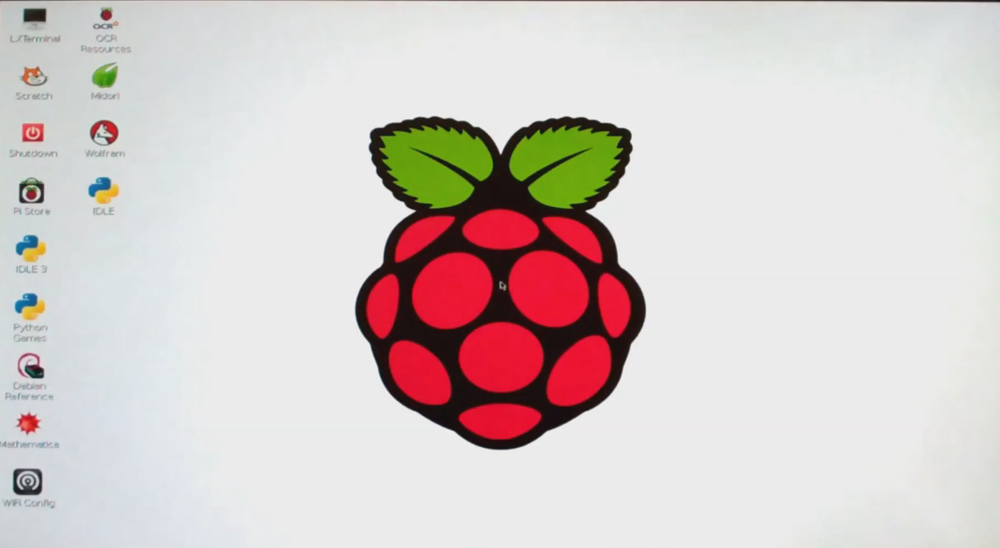 LXTerminal
OCR
OCR
Resources
Scratch
Midori
Shutdown
Wolfram
Pi Store
IDLE
IDLE 3
Python
Games
Debian
Reference
Mathematica
WiFi Config